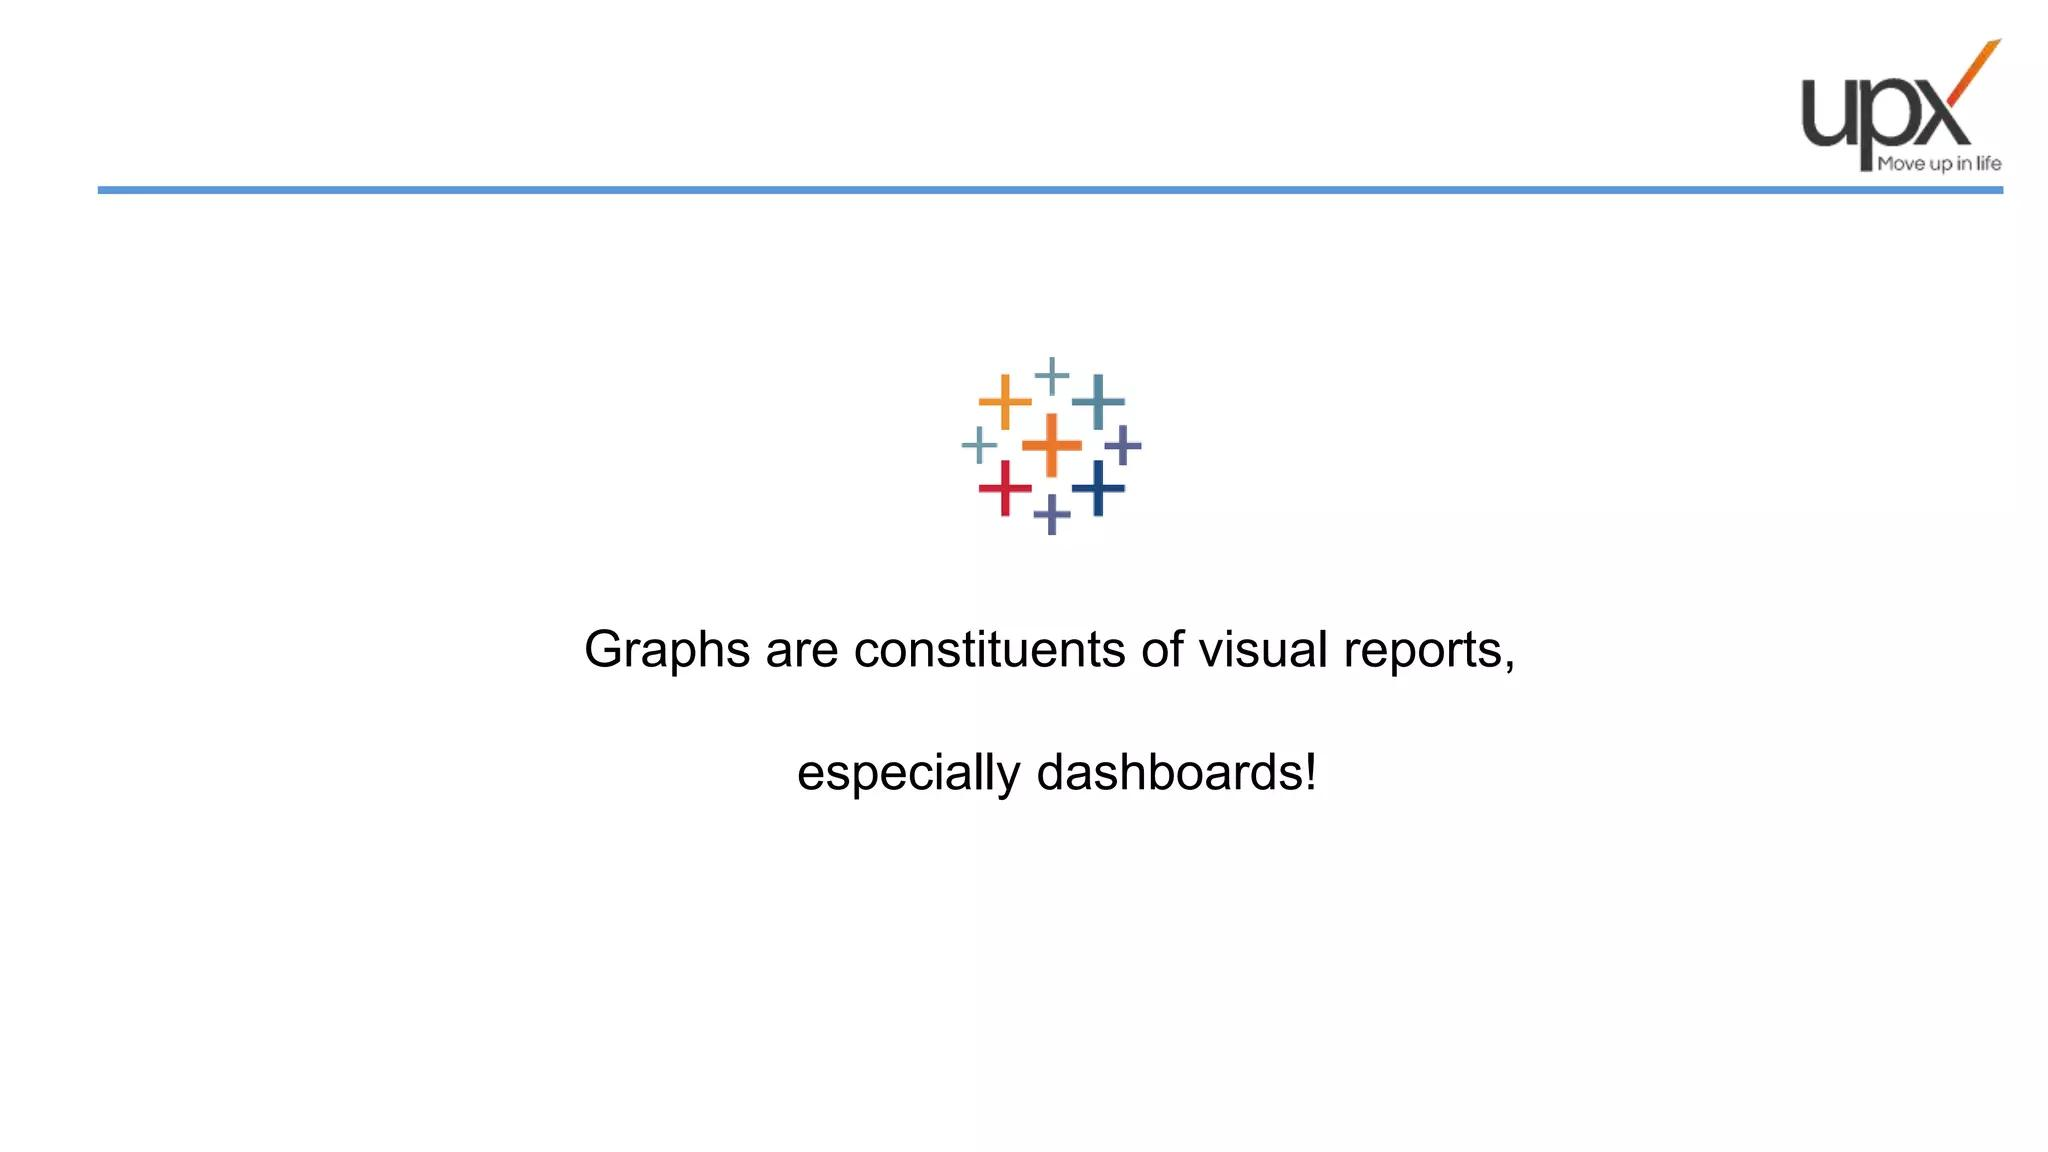 upx
Move up in life
Graphs are constituents of visual reports,
especially dashboards!